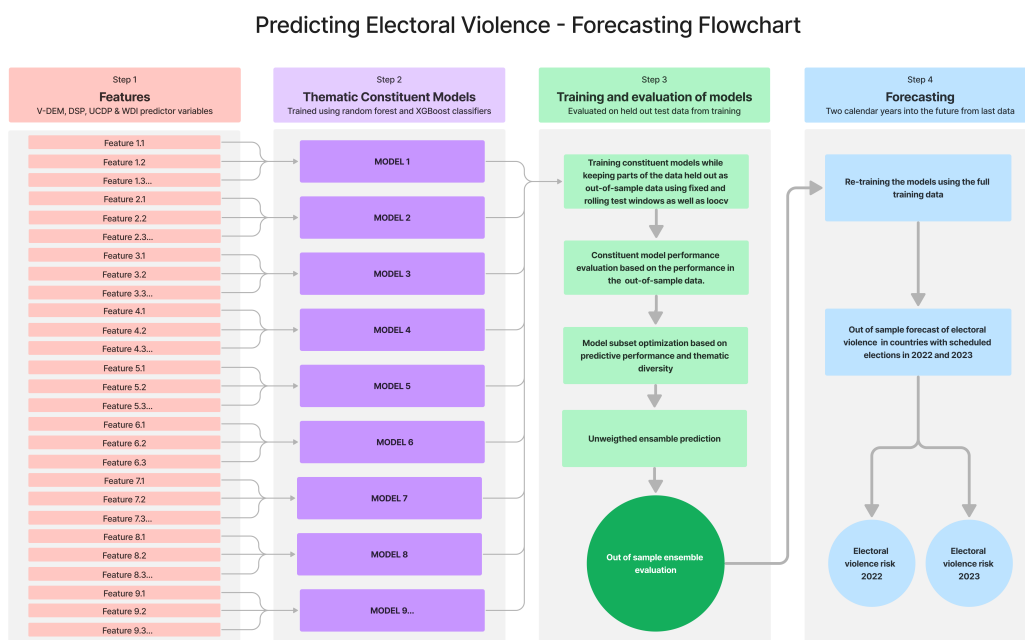 Predicting Electoral Violence - Forecasting Flowchart
Step 1
Features
V-DEM, DSP, UCDP & WDI predictor variables
Feature 1.1
Feature 1.2
Feature 1.3...
Feature 2.1
Feature 2.2
Feature 2.3...
Feature 3.1
Feature 3.2
Feature 3.3...
Feature 4.1
Feature 4.2
Feature 4.3...
Feature 5.1
Feature 5.2
Feature 5.3...
Feature 6.1
Feature 6.2
Feature 6.3
Feature 7.1
Feature 7.2
Feature 7.3...
Feature 8.1
Feature 8.2
Feature 8.3...
Feature 9.1
Feature 9.2
Feature 9.3...
Step 2
Thematic Constituent Models
Trained using random forest and XGBoost classifiers
MODEL 1
MODEL 2
MODEL 3
MODEL 4
MODEL 5
MODEL 6
MODEL 7
MODEL 8
MODEL 9...
Step 3
Training and evaluation of models
Evaluated on held out test data from training
Training constituent models while
keeping parts of the data held out as
out-of-sample data using fixed and
rolling test windows as well as loocv
Constituent model performance
evaluation based on the performance in
the out-of-sample data.
Model subset optimization based on
predictive performance and thematic
diversity
Unweigthed ensamble prediction
Out of sample ensemble
evaluation
Step 4
Forecasting
Two calendar years into the future from last data
Re-training the models using the full
training data
Out of sample forecast of electoral
violence in countries with scheduled
elections in 2022 and 2023
Electoral
violence risk
2022
Electoral
violence risk
2023